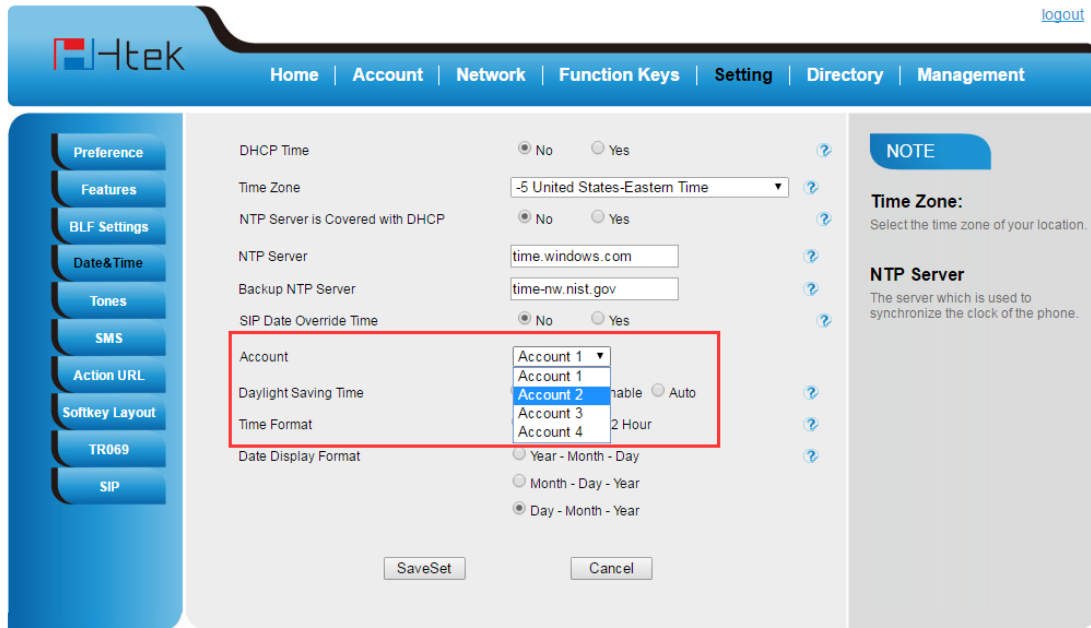 logout
Htek
Home Account Network Function Keys Setting Directory Management
Preference
Features
BLF Settings
Date&Time
Tones
SMS
Action URL
Softkey Layout
TR069
SIP
DHCP Time No Yes
Time Zone -5 United States-Eastern Time
NTP Server is Covered with DHCP No Yes
NTP Server time.windows.com
Backup NTP Server time-nw.nist.gov
SIP Date Override Time No Yes
Account Account 1
Account 1
Daylight Saving Time Account 2 Auto
Account 3
Time Format 2 Hour
Account 4
Date Display Format Year - Month - Day
Month - Day - Year
Day - Month - Year
SaveSet Cancel
NOTE
Time Zone:
Select the time zone of your location.
NTP Server
The server which is used to
synchronize the clock of the phone.